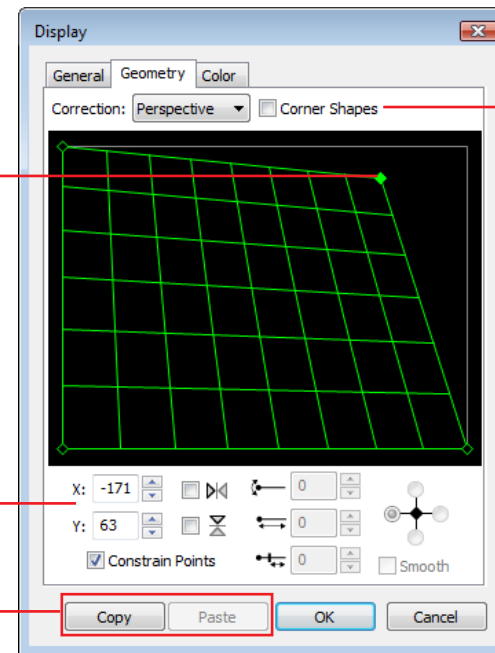 Display
General Geometry Color
Correction: Perspective Corner Shapes
X: -171 0
Y: 63 0
Constrain Points 0 Smooth
Copy Paste OK Cancel